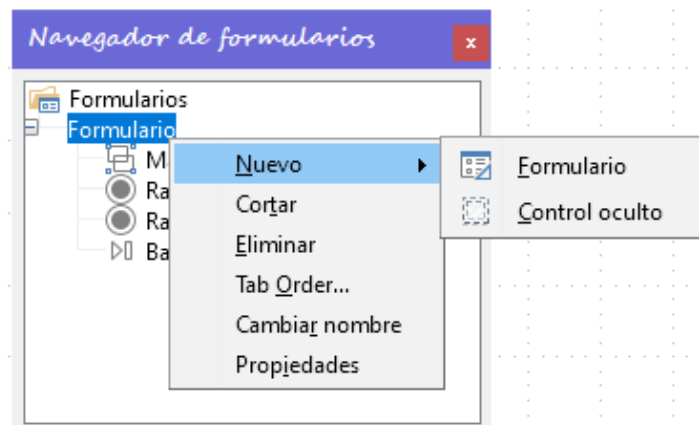 Navegador de formularios
Formularios
Formulario
M
Ra
Ra
Ba
Nuevo
Cortar
Eliminar
Tab Order...
Cambiar nombre
Propiedades
Formulario
Control oculto